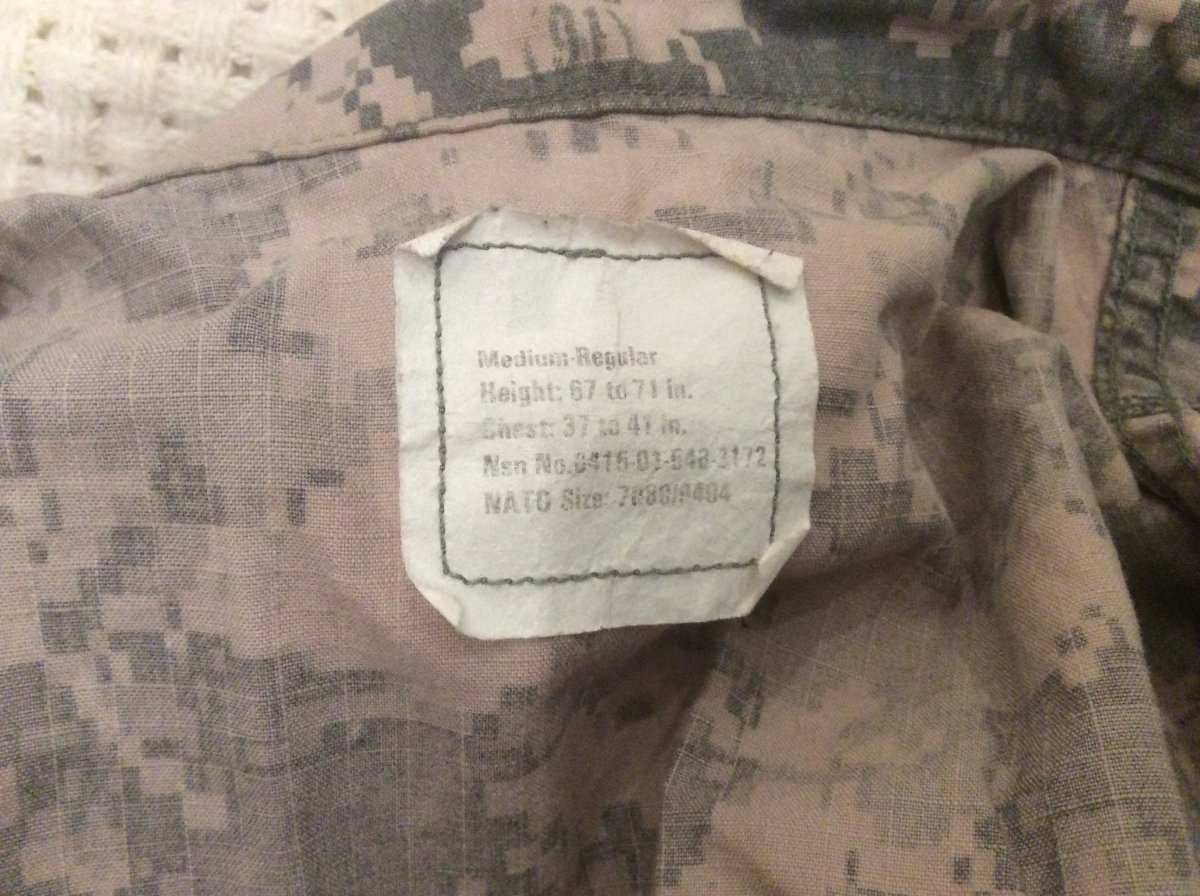 Medium-Regular
Height: 67 to 71 in.
Chest: 37 to 41 in.
Nsn No.8415-01-548-3172
NATO Size: 7080/9404